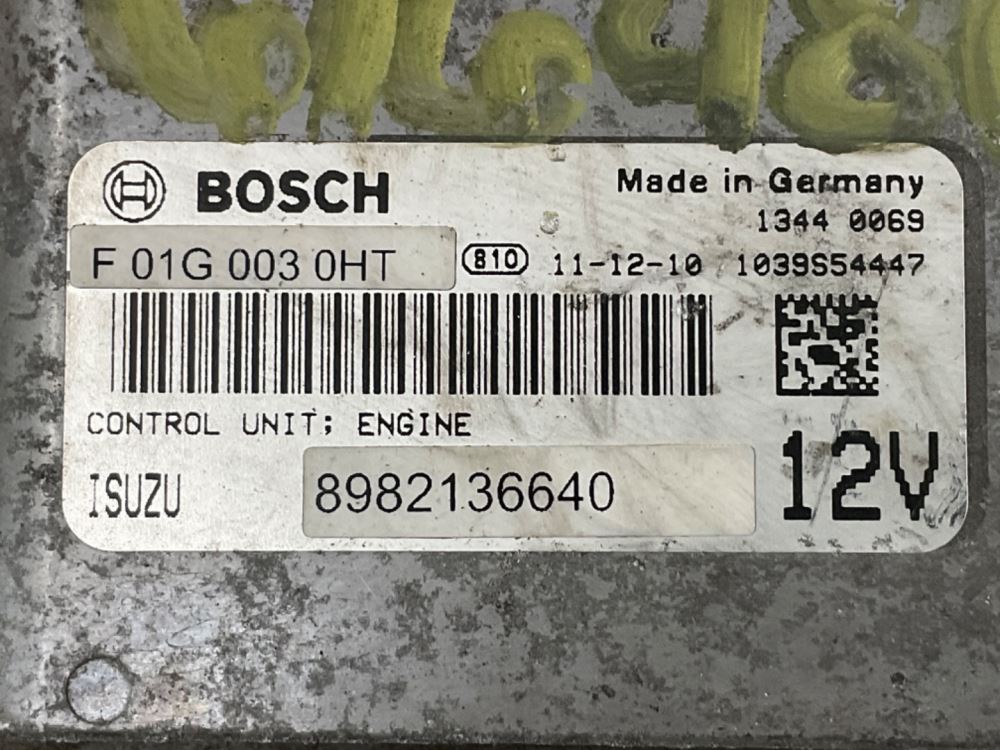 BOSCH
Made in Germany
1344 0069
F 01G 003 0HT
810 11-12-10 1039S54447
CONTROL UNIT; ENGINE
ISUZU 8982136640
12V